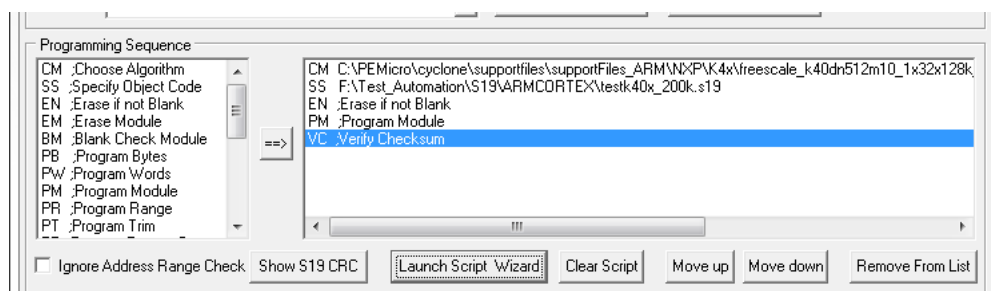 Programming Sequence
CM ;Choose Algorithm
SS ;Specify Object Code
EN ;Erase if not Blank
EM ;Erase Module
BM ;Blank Check Module
PB ;Program Bytes
PW ;Program Words
PM ;Program Module
PR ;Program Range
PT ;Program Trim
==>
CM C:\PEMicro\cyclone\supportfiles\supportFiles_ARM\NXP\K4x\freescale_k40dn512m10_1x32x128k_
SS F:\Test_Automation\S19\ARMCORTEX\testk40x_200k.s19
EN ;Erase if not Blank
PM ;Program Module
VC ;Verify Checksum
Ignore Address Range Check
Show S19 CRC
Launch Script Wizard
Clear Script
Move up
Move down
Remove From List